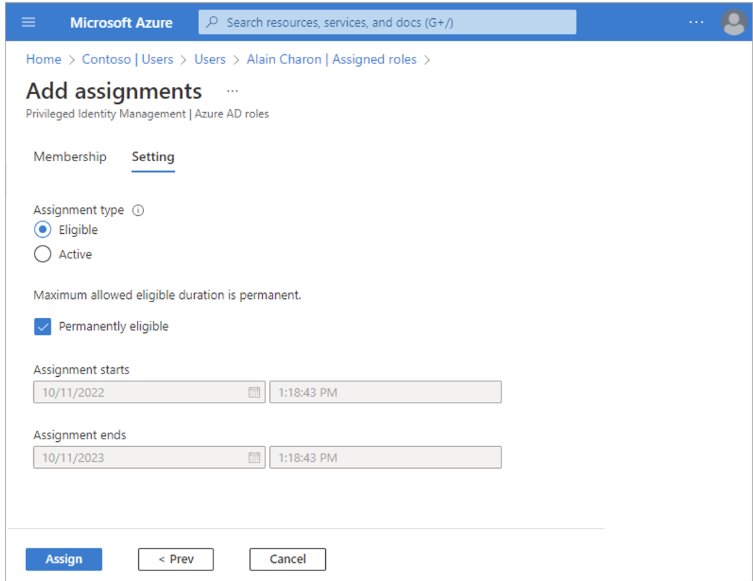 Microsoft Azure Search resources, services, and docs (G+/) ...
Home > Contoso | Users > Users > Alain Charon | Assigned roles >
Add assignments ...
Privileged Identity Management | Azure AD roles
Membership Setting
Assignment type
Eligible
Active
Maximum allowed eligible duration is permanent.
Permanently eligible
Assignment starts
10/11/2022 1:18:43 PM
Assignment ends
10/11/2023 1:18:43 PM
Assign < Prev Cancel